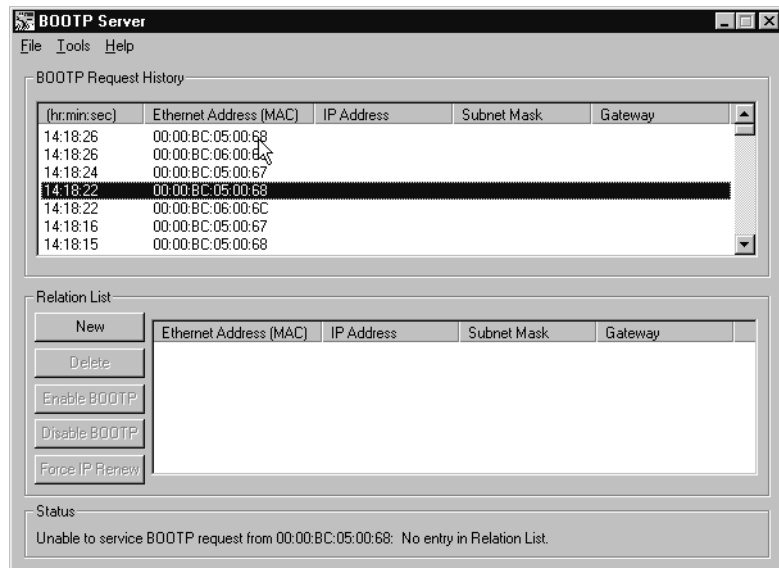 BOOTP Server
File Tools Help
BOOTP Request History
(hr:min:sec) Ethernet Address (MAC) IP Address Subnet Mask Gateway
14:18:26 00:00:BC:05:00:68
14:18:26
14:18:24 00:00:BC:05:00:67
14:18:22 00:00:BC:05:00:68
14:18:22 00:00:BC:06:00:6C
14:18:16 00:00:BC:05:00:67
14:18:15 00:00:BC:05:00:68
Relation List
New
Ethernet Address (MAC) IP Address Subnet Mask Gateway
Delete
Enable BOOTP
Disable BOOTP
Force IP Renew
Status
Unable to service BOOTP request from 00:00:BC:05:00:68: No entry in Relation List.